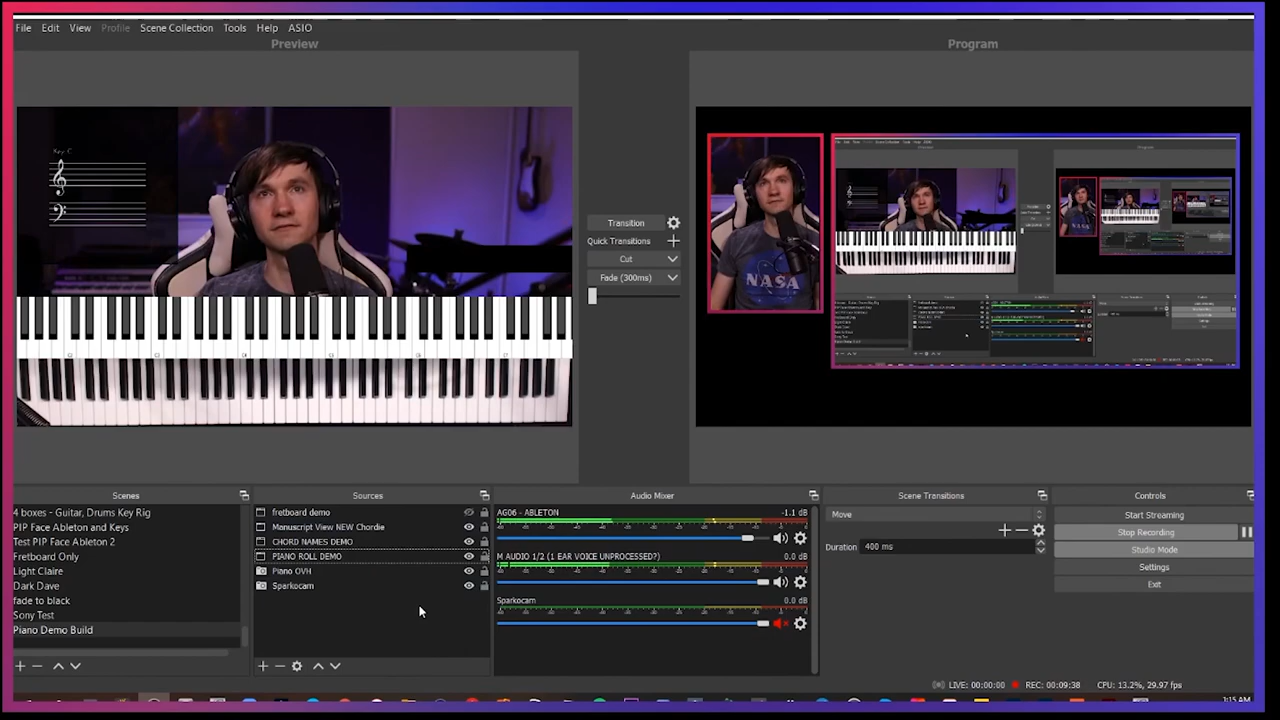 File Edit View Profile Scene Collection Tools Help ASIO
Preview
Program
Key C
NASA
Transition
Quick Transitions
Cut
Fade (300ms)
Scenes
Sources
Audio Mixer
Scene Transitions
Controls
4 boxes - Guitar, Drums Key Rig
PIP Face Ableton and Keys
Test PIP Face Ableton 2
Fretboard Only
Light Claire
Dark Dave
fade to black
Sony Test
Piano Demo Build
fretboard demo
Manuscript View NEW Chordie
CHORD NAMES DEMO
PIANO ROLL DEMO
Piano OVH
Sparkocam
AG06 - ABLETON
-1.1 dB
M AUDIO 1/2 (1 EAR VOICE UNPROCESSED?)
0.0 dB
Sparkocam
0.0 dB
Move
Duration 400 ms
Start Streaming
Stop Recording
Studio Mode
Settings
Exit
LIVE: 00:00:00 REC: 00:09:38 CPU: 13.2%, 29.97 fps
1:15 AM